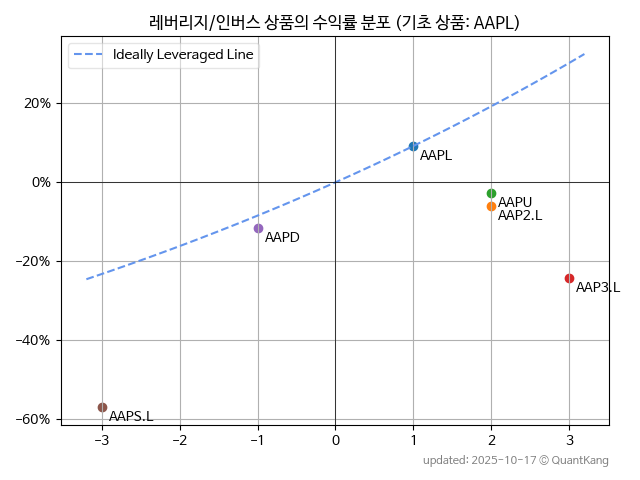 레버리지/인버스 상품의 수익률 분포 (기초 상품: AAPL)
Ideally Leveraged Line
20%
0%
−20%
−40%
−60%
AAPL
AAPU
AAP2.L
AAPD
AAP3.L
AAPS.L
−3 −2 −1 0 1 2 3
updated: 2025-10-17 © QuantKang